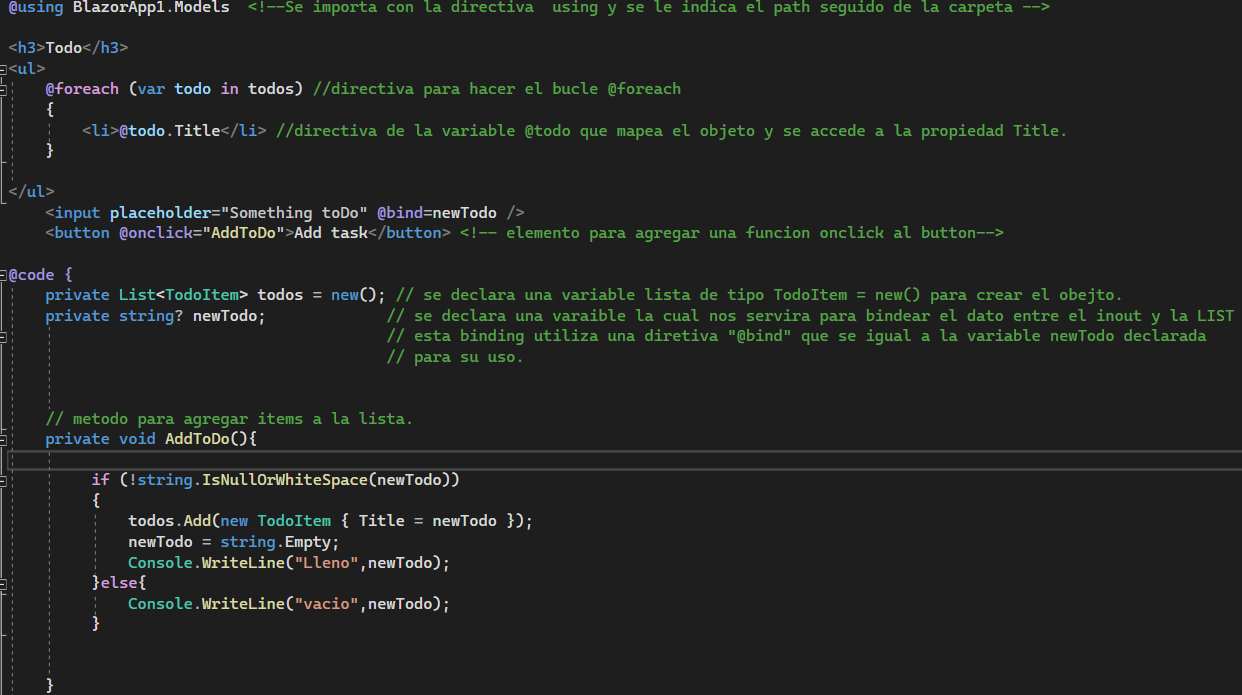 @using BlazorApp1.Models  <!--Se importa con la directiva  using y se le indica el path seguido de la carpeta -->
<h3>Todo</h3>
<ul>
    @foreach (var todo in todos) //directiva para hacer el bucle @foreach
    {
        <li>@todo.Title</li> //directiva de la variable @todo que mapea el objeto y se accede a la propiedad Title.
    }
</ul>
    <input placeholder="Something toDo" @bind=newTodo />
    <button @onclick="AddToDo">Add task</button> <!-- elemento para agregar una funcion onclick al button-->
@code {
    private List<TodoItem> todos = new(); // se declara una variable lista de tipo TodoItem = new() para crear el obejto.
    private string? newTodo;             // se declara una varaible la cual nos servira para bindear el dato entre el inout y la LIST
                                         // esta binding utiliza una diretiva "@bind" que se igual a la variable newTodo declarada
                                         // para su uso.
    // metodo para agregar items a la lista.
    private void AddToDo(){
         if (!string.IsNullOrWhiteSpace(newTodo))
         {
             todos.Add(new TodoItem { Title = newTodo });
             newTodo = string.Empty;
             Console.WriteLine("Lleno",newTodo);
         }else{
             Console.WriteLine("vacio",newTodo);
         }
    }